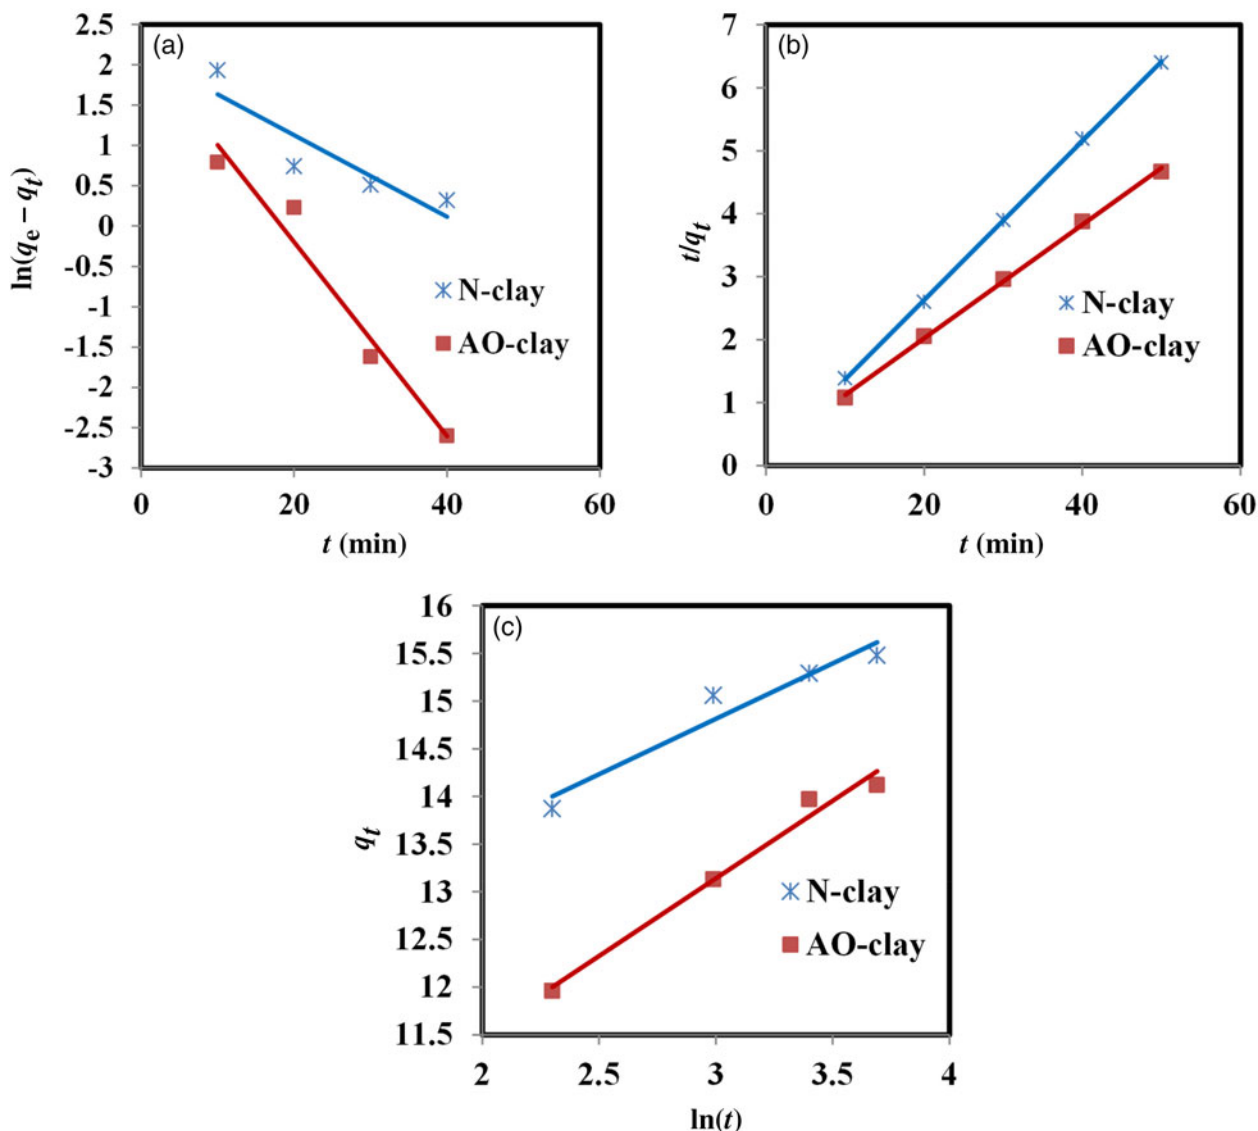 (a)
2.5
2
1.5
1
0.5
0
-0.5
-1
-1.5
-2
-2.5
-3
ln(qe − qt)
N-clay
AO-clay
0 20 40 60
t (min)
(b)
7
6
5
4
3
2
1
0
t/qt
N-clay
AO-clay
0 20 40 60
t (min)
(c)
16
15.5
15
14.5
14
13.5
13
12.5
12
11.5
qt
N-clay
AO-clay
2 2.5 3 3.5 4
ln(t)